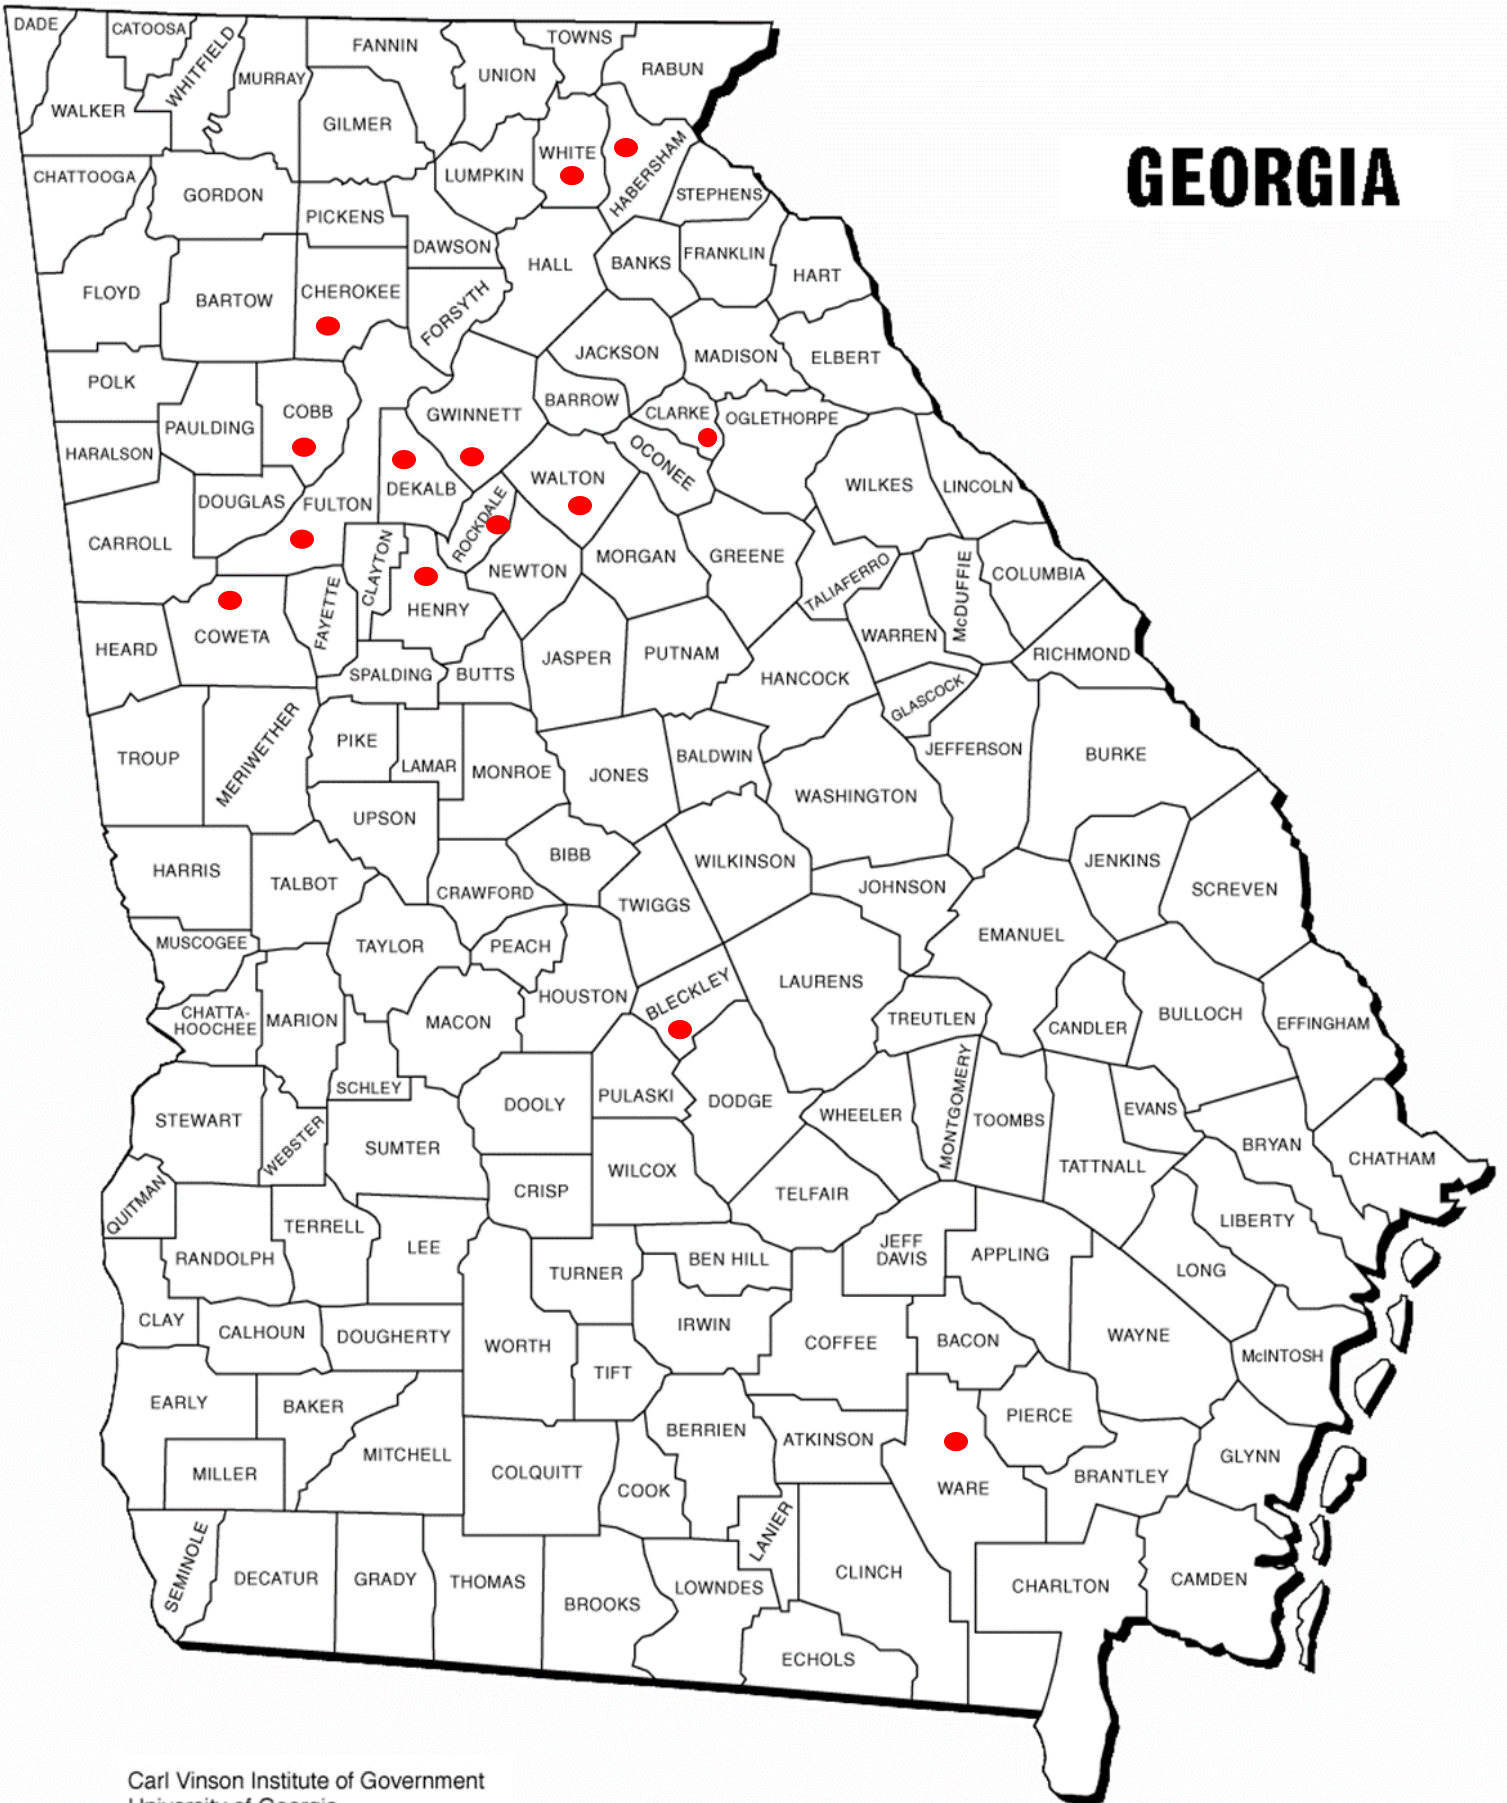 DADE
CATOOSA
WHITFIELD
MURRAY
FANNIN
UNION
TOWNS
RABUN
WALKER
GILMER
WHITE
HABERSHAM
LUMPKIN
STEPHENS
CHATTOOGA
GORDON
PICKENS
DAWSON
HALL
BANKS
FRANKLIN
HART
GEORGIA
FLOYD
BARTOW
CHEROKEE
FORSYTH
JACKSON
MADISON
ELBERT
POLK
PAULDING
COBB
GWINNETT
BARROW
CLARKE
OGLETHORPE
HARALSON
OCONEE
DOUGLAS
FULTON
DEKALB
WALTON
WILKES
LINCOLN
CARROLL
CLAYTON
ROCKDALE
NEWTON
MORGAN
GREENE
TALIAFERRO
McDUFFIE
COLUMBIA
HEARD
COWETA
FAYETTE
HENRY
WARREN
RICHMOND
SPALDING
BUTTS
JASPER
PUTNAM
HANCOCK
GLASCOCK
TROUP
MERIWETHER
PIKE
LAMAR
MONROE
JONES
BALDWIN
JEFFERSON
BURKE
UPSON
WASHINGTON
HARRIS
TALBOT
BIBB
WILKINSON
JENKINS
SCREVEN
CRAWFORD
TWIGGS
JOHNSON
MUSCOGEE
TAYLOR
PEACH
EMANUEL
CHATTA-
HOOCHEE
MARION
MACON
HOUSTON
BLECKLEY
LAURENS
TREUTLEN
CANDLER
BULLOCH
EFFINGHAM
SCHLEY
STEWART
WEBSTER
SUMTER
DOOLY
PULASKI
DODGE
WHEELER
MONTGOMERY
TOOMBS
EVANS
BRYAN
CHATHAM
QUITMAN
CRISP
WILCOX
TELFAIR
TATTNALL
RANDOLPH
TERRELL
LEE
TURNER
BEN HILL
JEFF
DAVIS
APPLING
LONG
LIBERTY
CLAY
CALHOUN
DOUGHERTY
WORTH
TIFT
IRWIN
COFFEE
BACON
WAYNE
McINTOSH
EARLY
BAKER
MITCHELL
COLQUITT
COOK
BERRIEN
ATKINSON
WARE
PIERCE
BRANTLEY
GLYNN
MILLER
SEMINOLE
DECATUR
GRADY
THOMAS
BROOKS
LOWNDES
LANIER
CLINCH
CHARLTON
CAMDEN
ECHOLS
Carl Vinson Institute of Government
University of Georgia